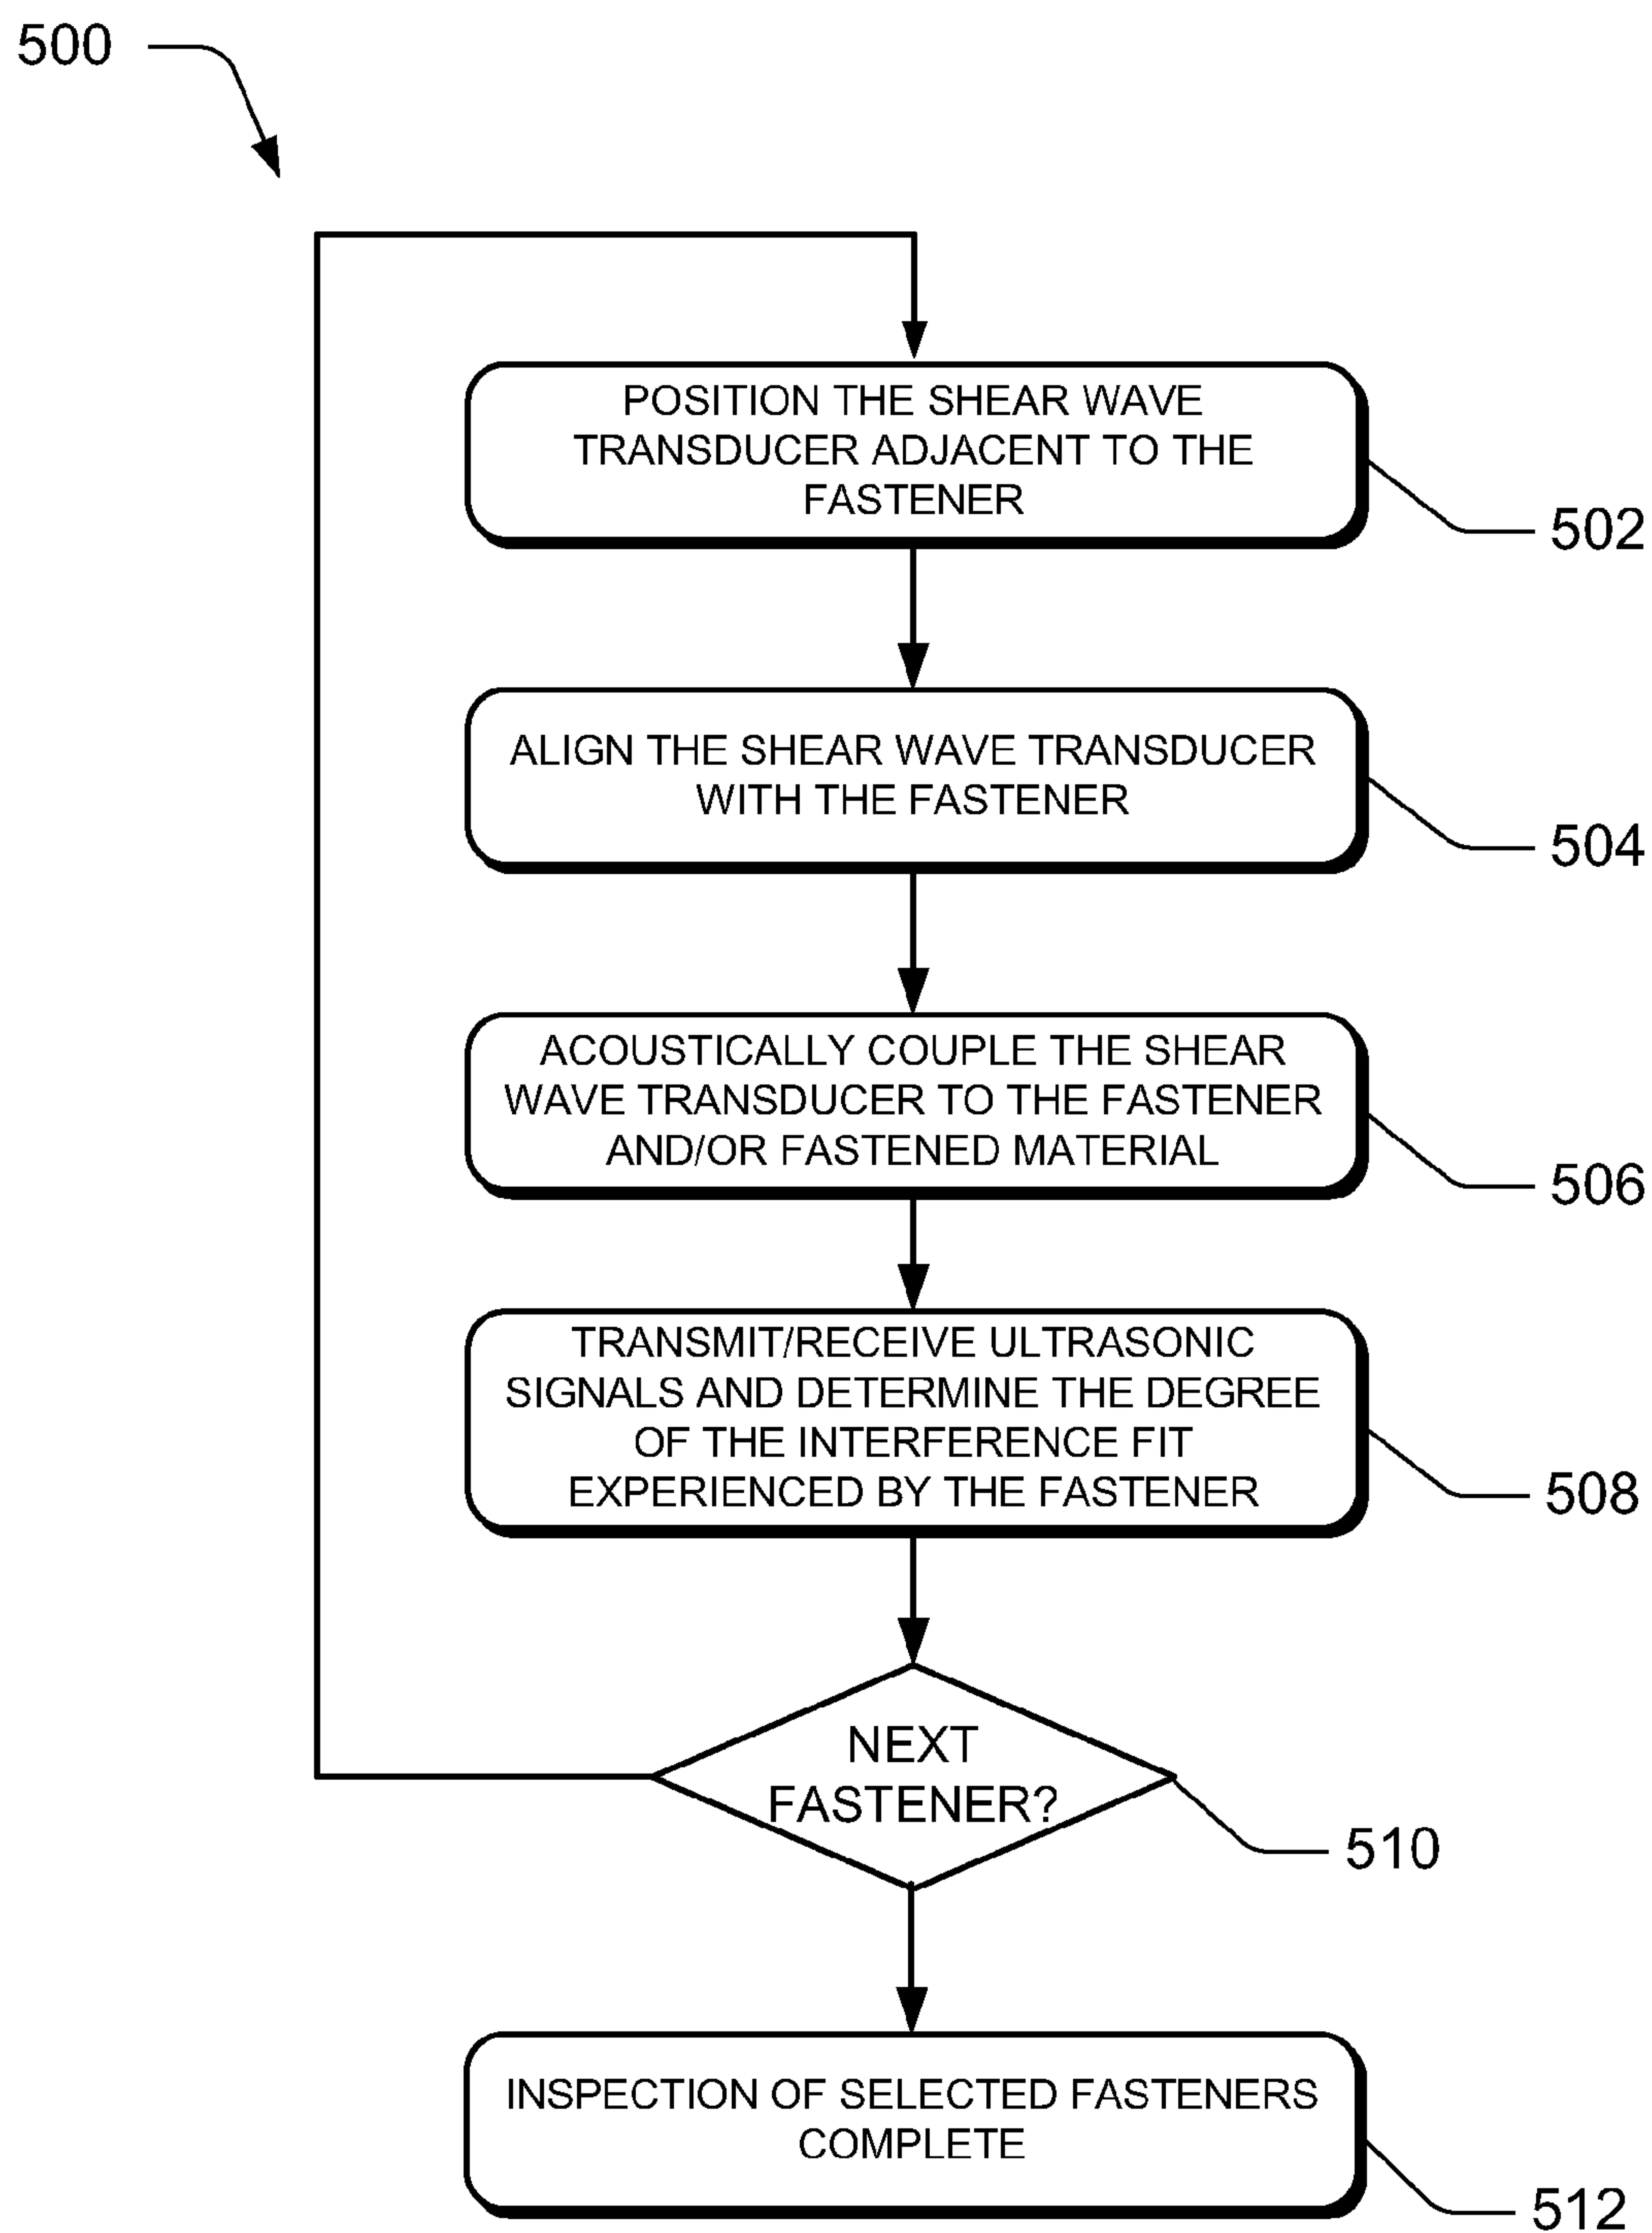 500
POSITION THE SHEAR WAVE
TRANSDUCER ADJACENT TO THE
FASTENER
502
ALIGN THE SHEAR WAVE TRANSDUCER
WITH THE FASTENER
504
ACOUSTICALLY COUPLE THE SHEAR
WAVE TRANSDUCER TO THE FASTENER
AND/OR FASTENED MATERIAL
506
TRANSMIT/RECEIVE ULTRASONIC
SIGNALS AND DETERMINE THE DEGREE
OF THE INTERFERENCE FIT
EXPERIENCED BY THE FASTENER
508
NEXT
FASTENER?
510
INSPECTION OF SELECTED FASTENERS
COMPLETE
512